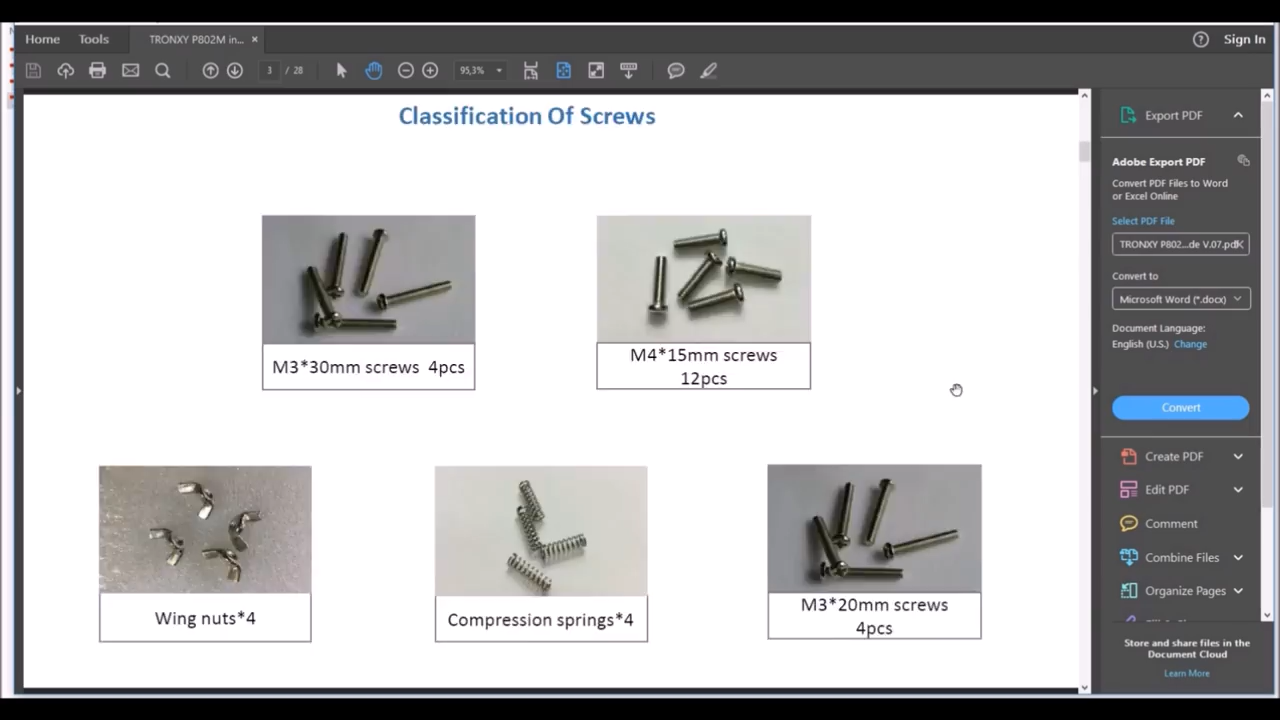 Home
Tools
TRONXY P802M in...
Sign In
3 / 28
95,3%
Classification Of Screws
M3*30mm screws 4pcs
M4*15mm screws
12pcs
Wing nuts*4
Compression springs*4
M3*20mm screws
4pcs
Export PDF
Adobe Export PDF
Convert PDF Files to Word
or Excel Online
Select PDF File
TRONXY P802...de V.07.pdf
Convert to
Microsoft Word (*.docx)
Document Language:
English (U.S.) Change
Convert
Create PDF
Edit PDF
Comment
Combine Files
Organize Pages
Store and share files in the
Document Cloud
Learn More